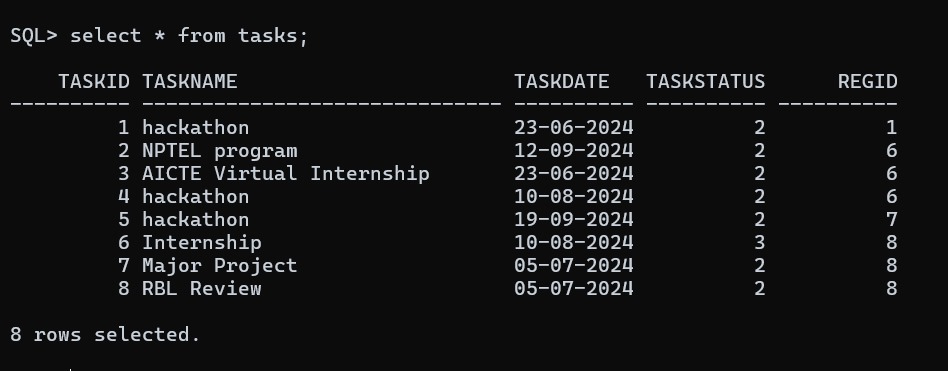 SQL> select * from tasks;
    TASKID TASKNAME                       TASKDATE   TASKSTATUS      REGID
---------- ------------------------------ ---------- ---------- ----------
         1 hackathon                      23-06-2024          2          1
         2 NPTEL program                  12-09-2024          2          6
         3 AICTE Virtual Internship       23-06-2024          2          6
         4 hackathon                      10-08-2024          2          6
         5 hackathon                      19-09-2024          2          7
         6 Internship                     10-08-2024          3          8
         7 Major Project                  05-07-2024          2          8
         8 RBL Review                     05-07-2024          2          8
8 rows selected.